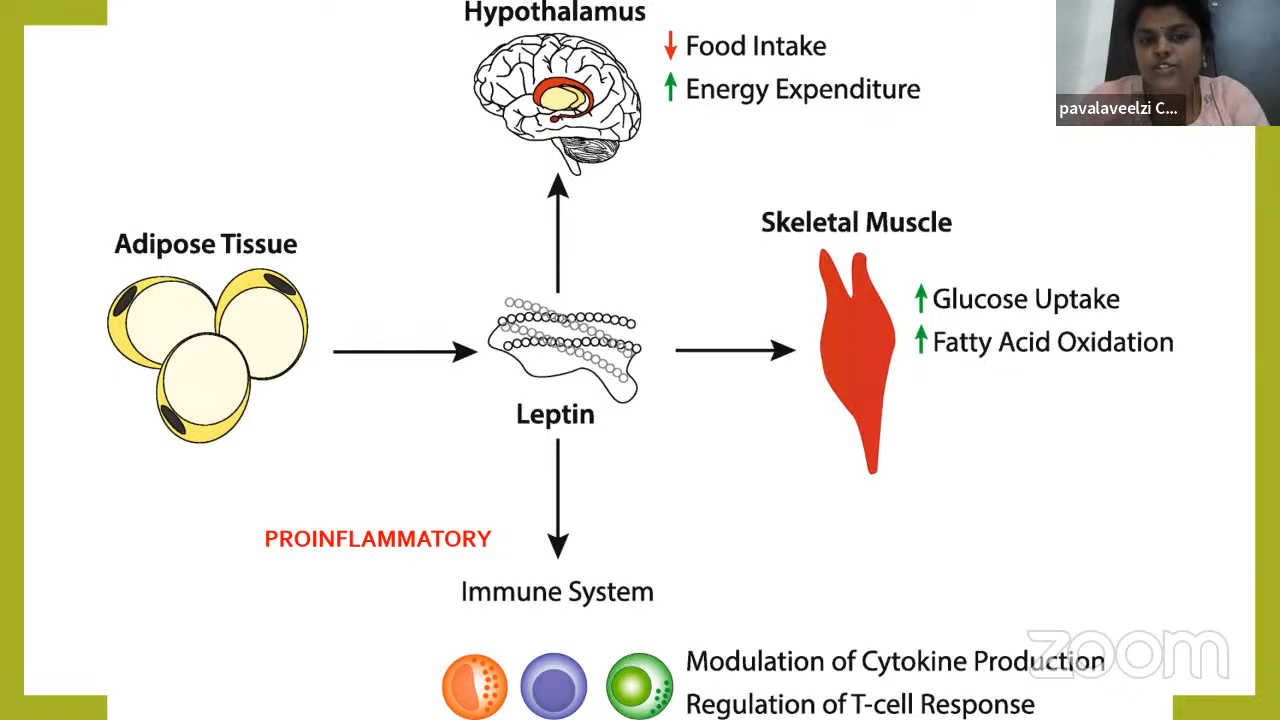 Hypothalamus
Food Intake
Energy Expenditure
pavalaveelzi C...
Adipose Tissue
Skeletal Muscle
Glucose Uptake
Fatty Acid Oxidation
Leptin
PROINFLAMMATORY
Immune System
zoom
Modulation of Cytokine Production
Regulation of T-cell Response